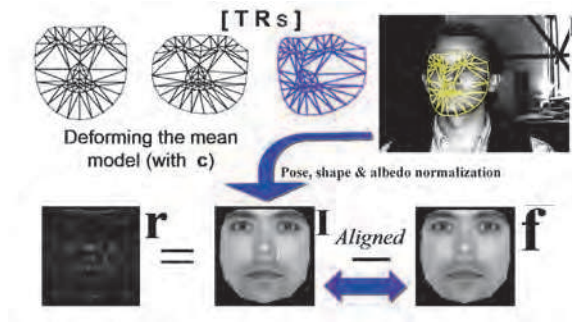 [TRs]
Deforming the mean
model (with c)
Pose, shape & albedo normalization
r = I Aligned – f̄